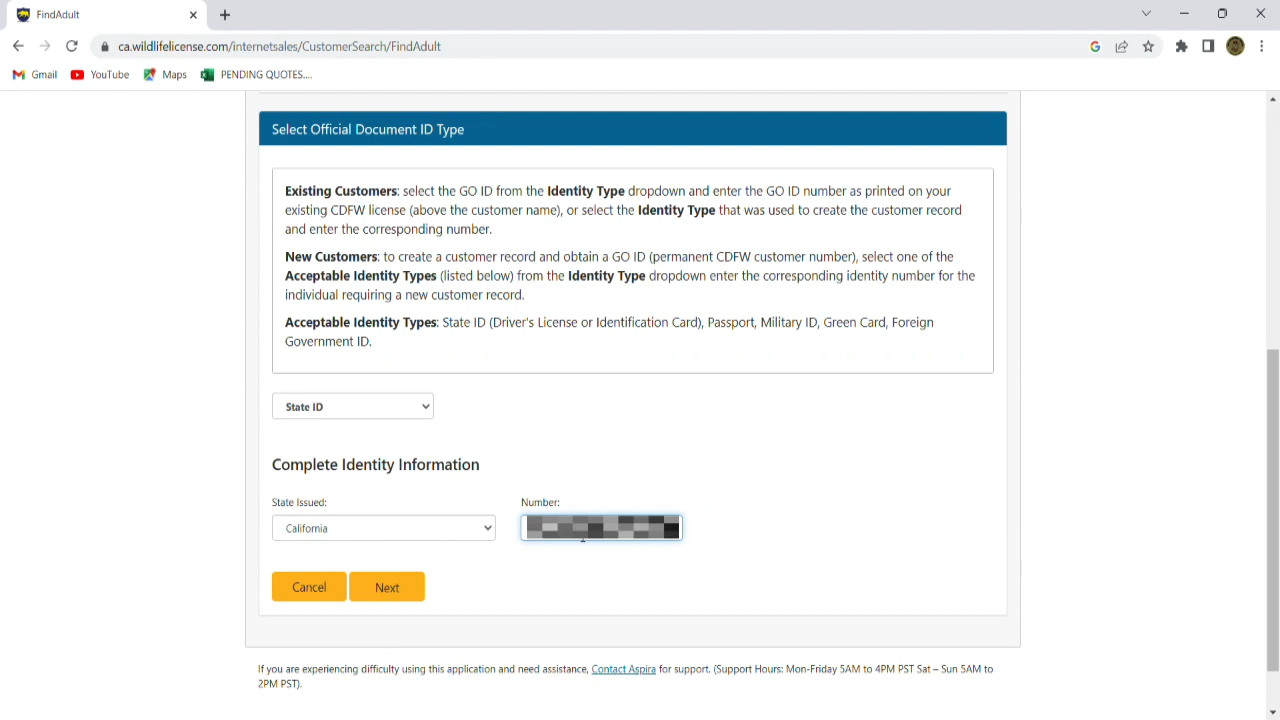 FindAdult
ca.wildlifelicense.com/internetsales/CustomerSearch/FindAdult
Gmail YouTube Maps PENDING QUOTES....
Select Official Document ID Type
Existing Customers: select the GO ID from the Identity Type dropdown and enter the GO ID number as printed on your
existing CDFW license (above the customer name), or select the Identity Type that was used to create the customer record
and enter the corresponding number.
New Customers: to create a customer record and obtain a GO ID (permanent CDFW customer number), select one of the
Acceptable Identity Types (listed below) from the Identity Type dropdown enter the corresponding identity number for the
individual requiring a new customer record.
Acceptable Identity Types: State ID (Driver's License or Identification Card), Passport, Military ID, Green Card, Foreign
Government ID.
State ID
Complete Identity Information
State Issued: Number:
California
Cancel Next
If you are experiencing difficulty using this application and need assistance, Contact Aspira for support. (Support Hours: Mon-Friday 5AM to 4PM PST Sat – Sun 5AM to
2PM PST).